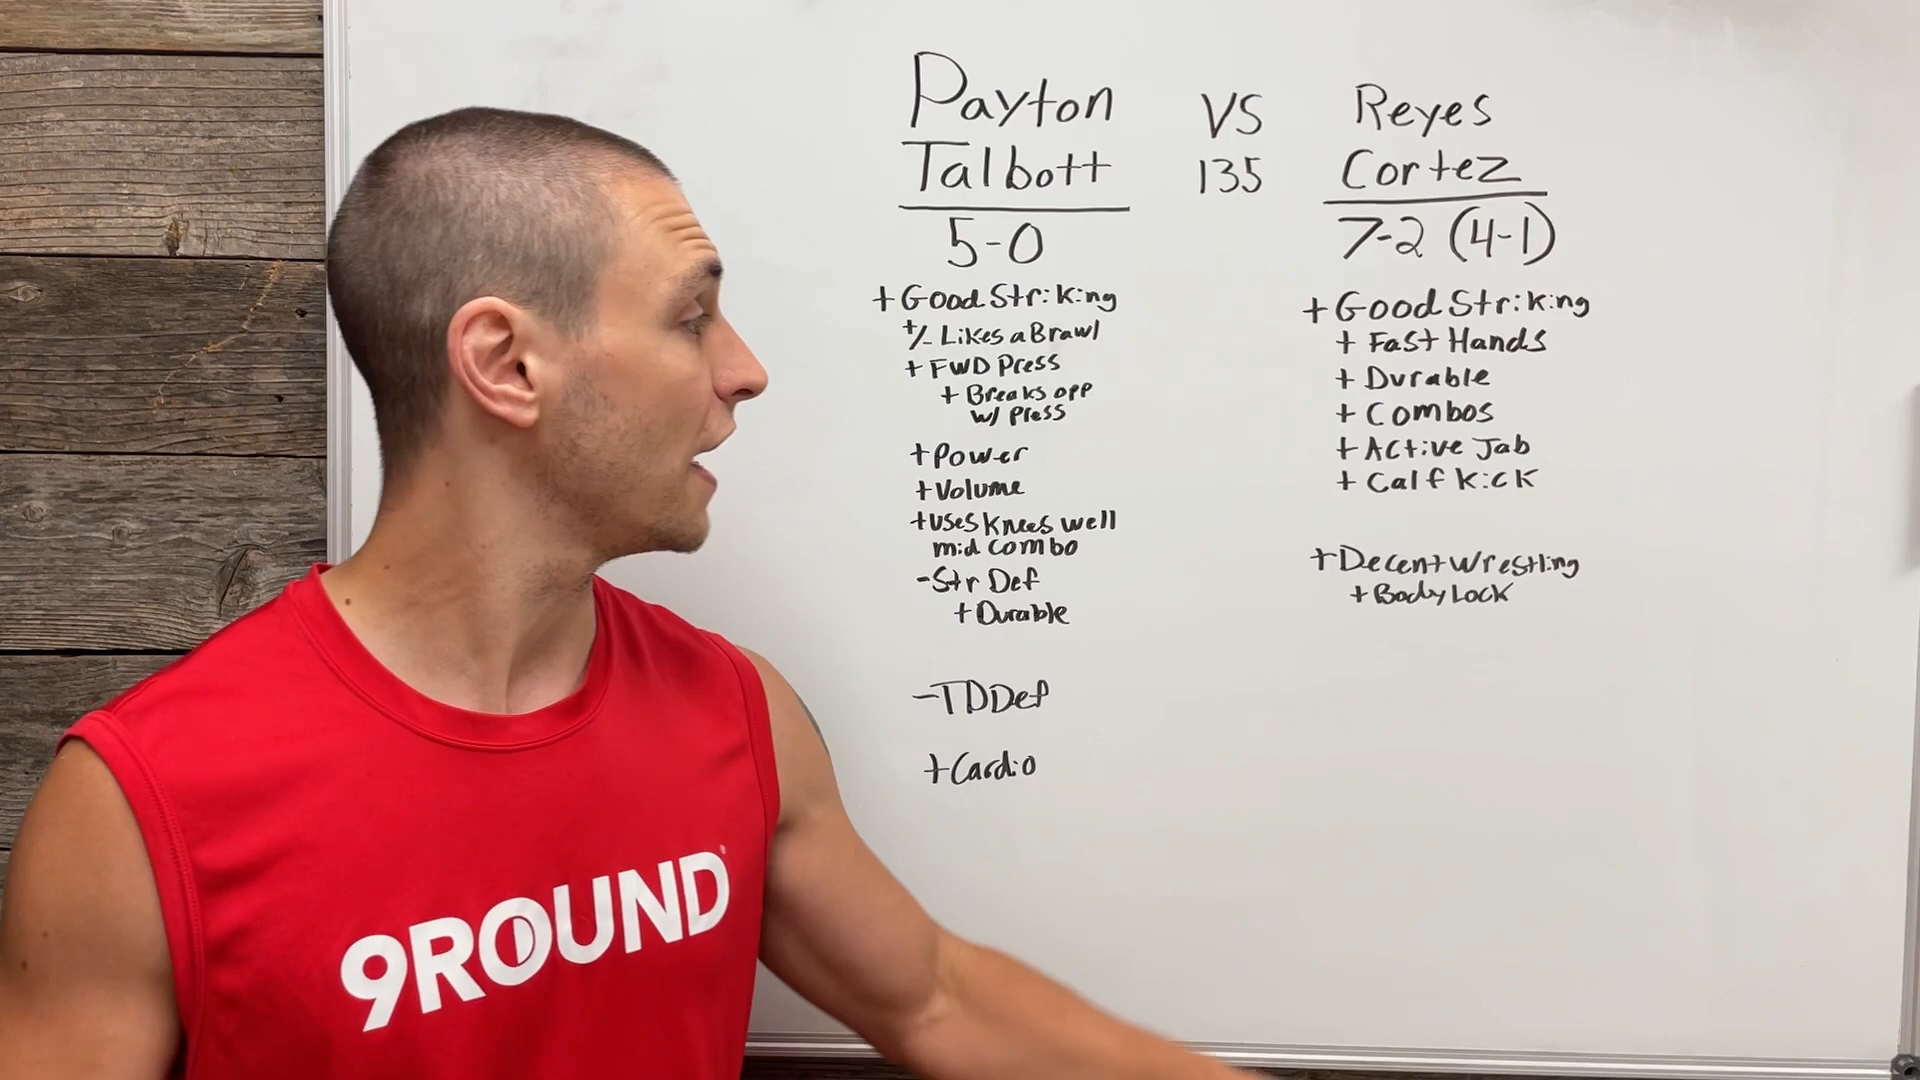 Payton
Talbott
5-0
+Good Striking
+/- Likes a Brawl
+ FWD Press
+ Breaks opp
w/ press
+Power
+Volume
+uses knees well
mid combo
-Str Def
+Durable
-TDDef
+Cardio
VS
135
Reyes
Cortez
7-2 (4-1)
+Good Striking
+ Fast Hands
+ Durable
+ Combos
+ Active Jab
+ Calf kick
+Decent wrestling
+Body Lock
9ROUND